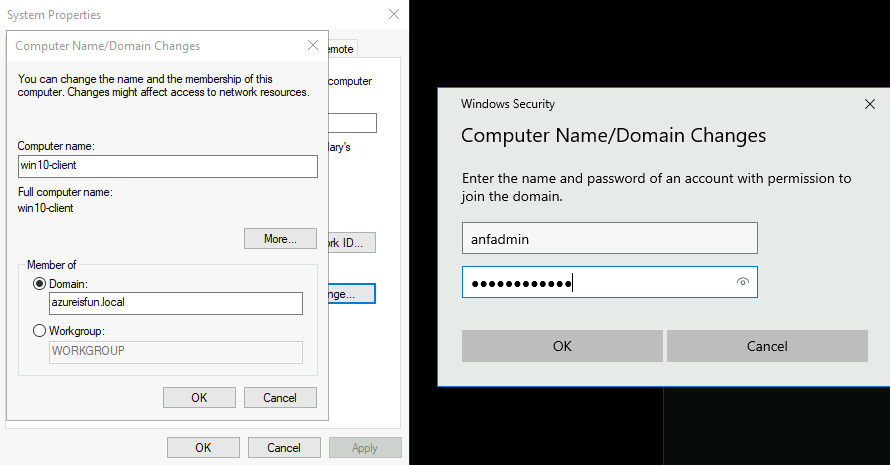 System Properties
Computer Name/Domain Changes
emote
You can change the name and the membership of this
computer. Changes might affect access to network resources.
computer
Computer name:
lary's
win10-client
Full computer name:
win10-client
More...
rk ID...
Member of
Domain:
azureisfun.local
nge...
Workgroup:
WORKGROUP
OK
Cancel
OK
Cancel
Apply
Windows Security
Computer Name/Domain Changes
Enter the name and password of an account with permission to
join the domain.
anfadmin
●●●●●●●●●●●●
OK
Cancel